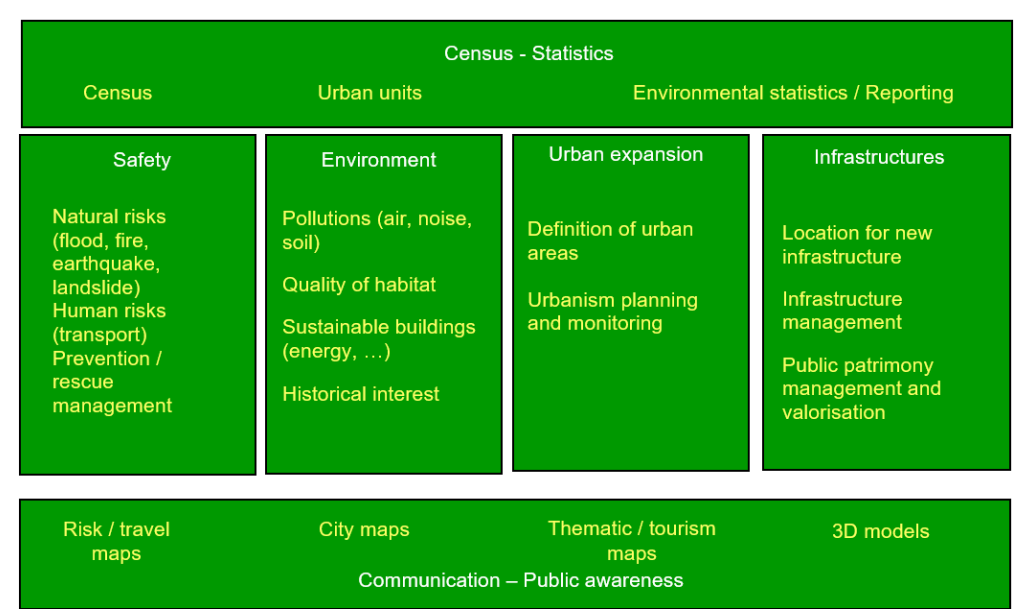 Census - Statistics
Census
Urban units
Environmental statistics / Reporting
Safety
Natural risks
(flood, fire,
earthquake,
landslide)
Human risks
(transport)
Prevention /
rescue
management
Environment
Pollutions (air, noise,
soil)
Quality of habitat
Sustainable buildings
(energy, …)
Historical interest
Urban expansion
Definition of urban
areas
Urbanism planning
and monitoring
Infrastructures
Location for new
infrastructure
Infrastructure
management
Public patrimony
management and
valorisation
Risk / travel
maps
City maps
Thematic / tourism
maps
3D models
Communication – Public awareness